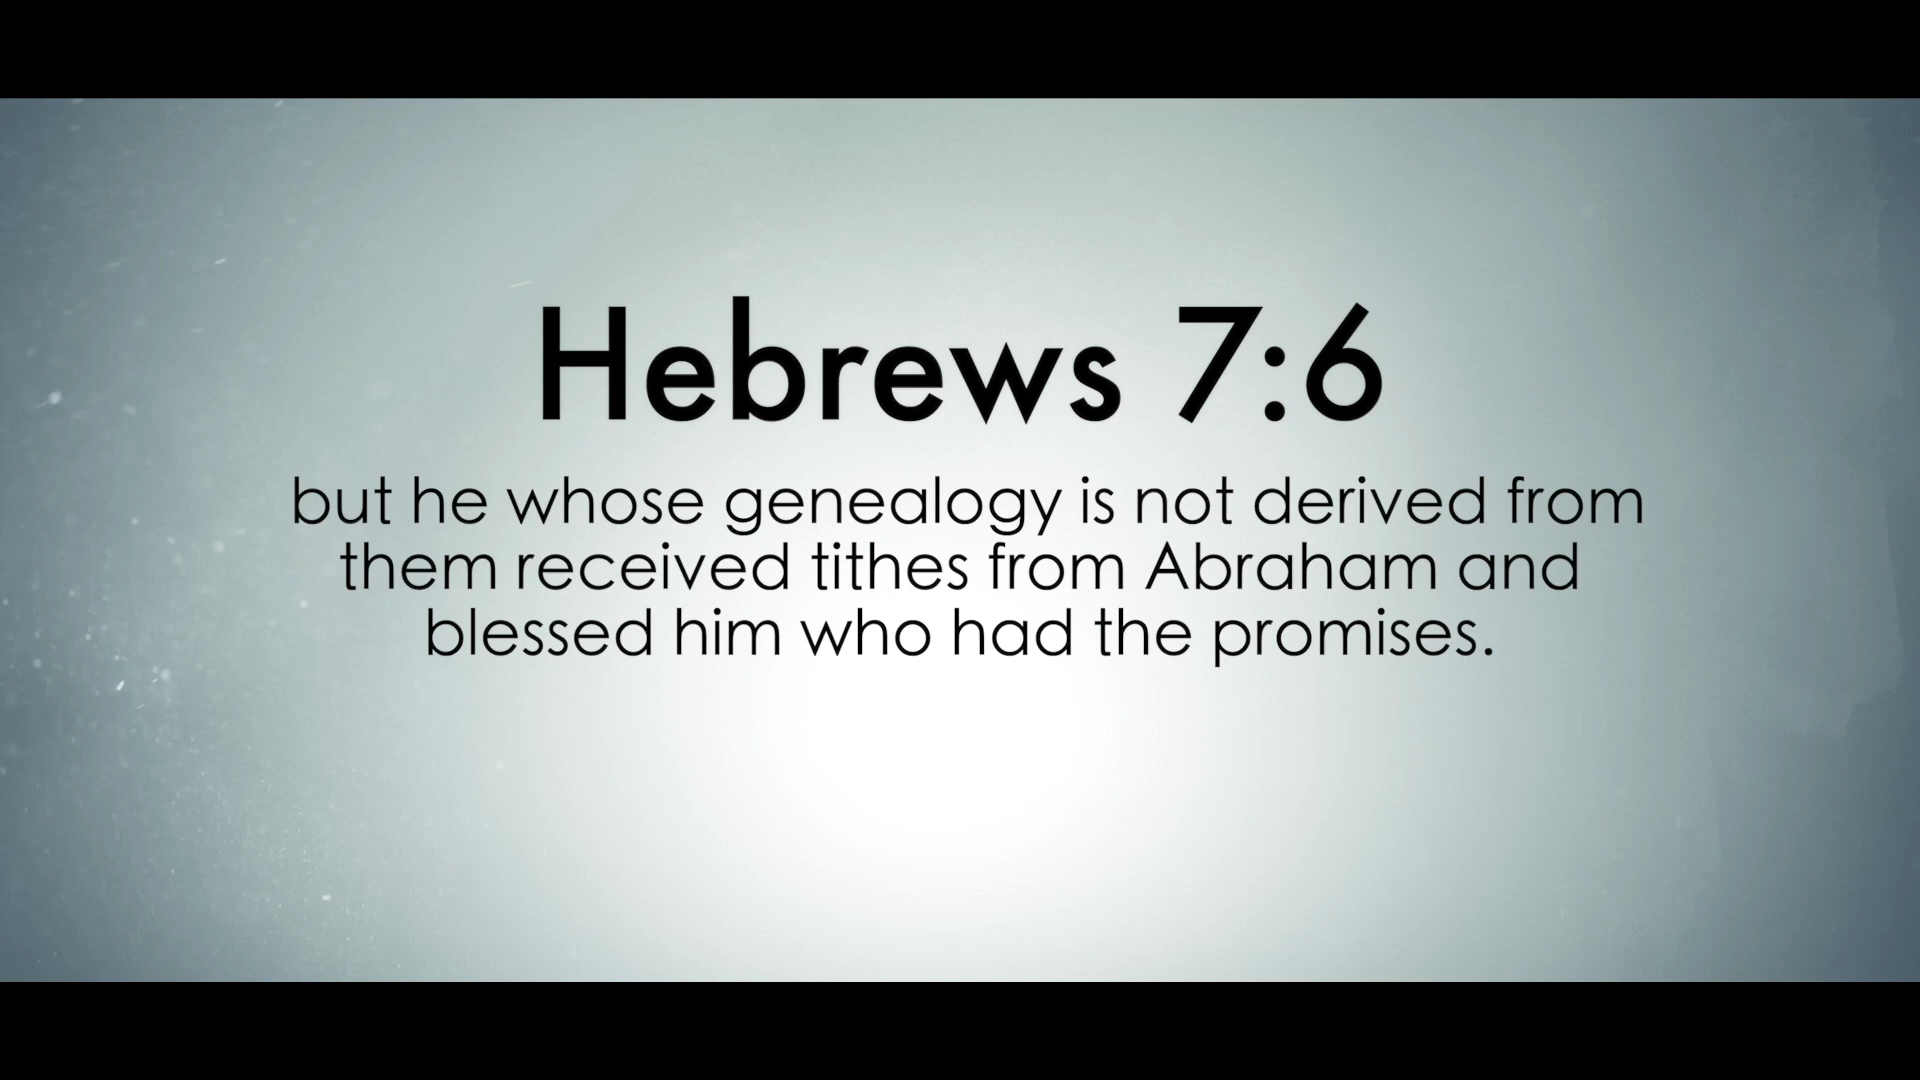 Hebrews 7:6
but he whose genealogy is not derived from
them received tithes from Abraham and
blessed him who had the promises.